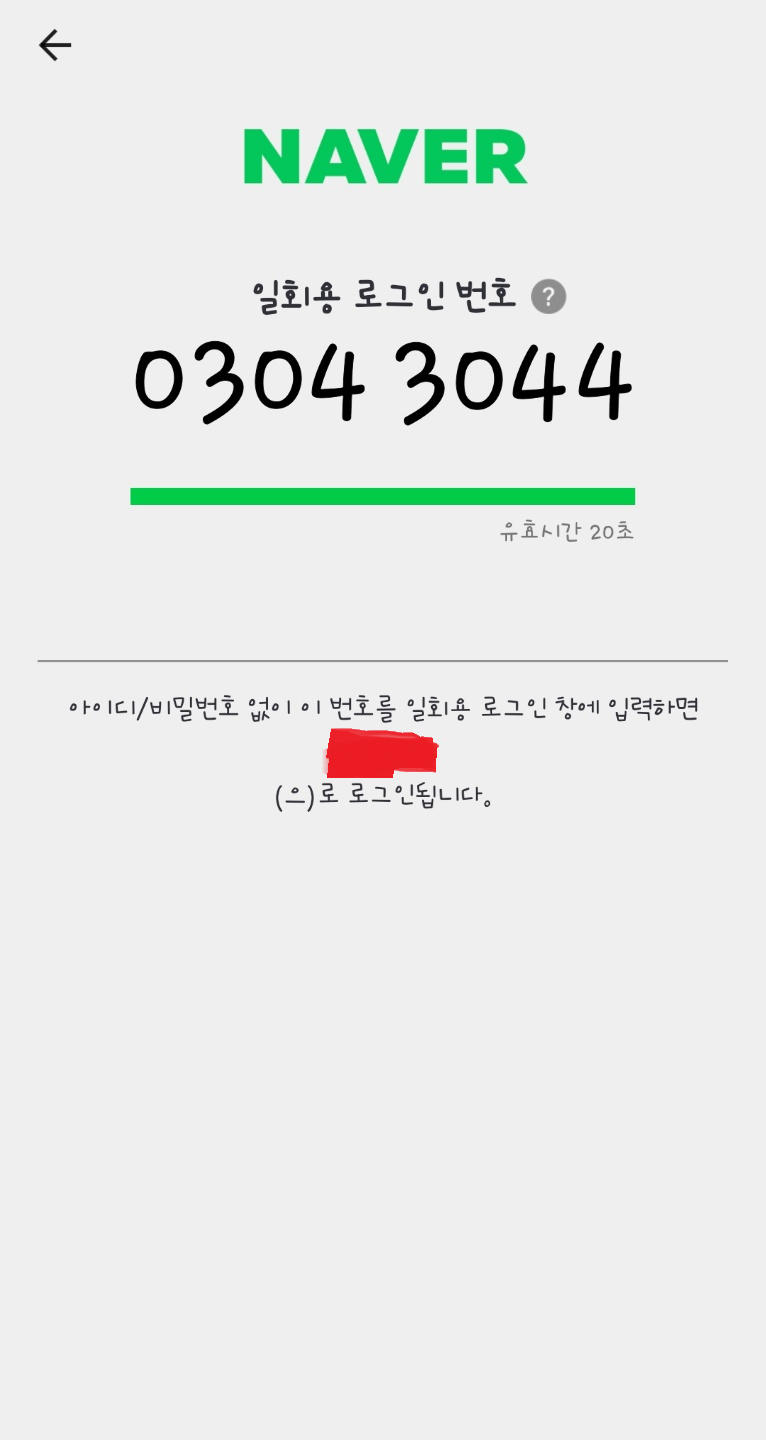 NAVER
일회용 로그인 번호 ?
0304 3044
유효시간 20초
아이디/비밀번호 없이 이 번호를 일회용 로그인 창에 입력하면
(으)로 로그인됩니다.